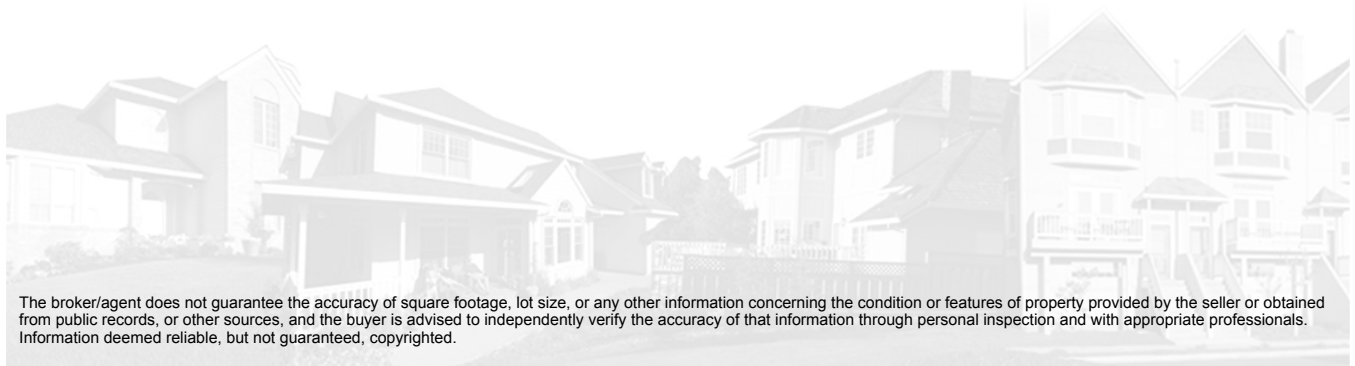 The broker/agent does not guarantee the accuracy of square footage, lot size, or any other information concerning the condition or features of property provided by the seller or obtained
from public records, or other sources, and the buyer is advised to independently verify the accuracy of that information through personal inspection and with appropriate professionals.
Information deemed reliable, but not guaranteed, copyrighted.